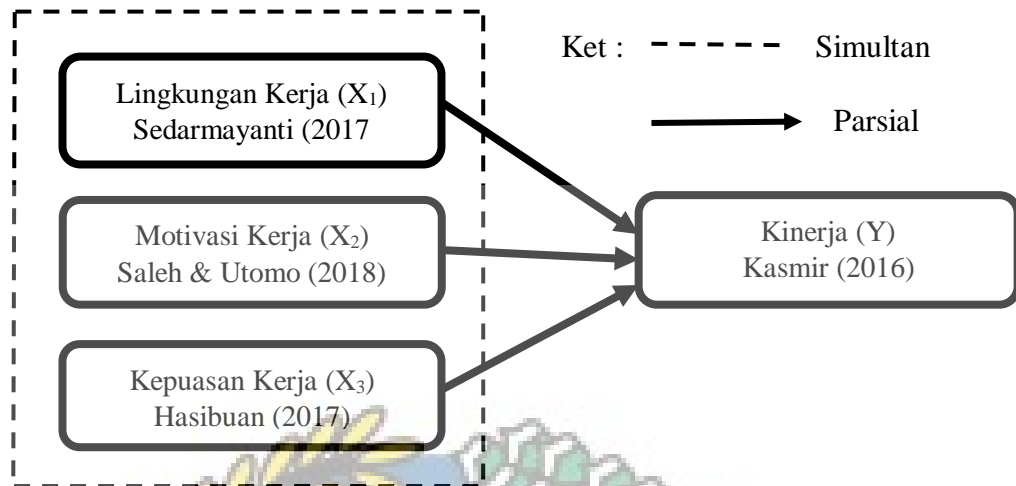 Ket :
Simultan
Parsial
Lingkungan Kerja (X₁)
Sedarmayanti (2017
Motivasi Kerja (X₂)
Saleh & Utomo (2018)
Kepuasan Kerja (X₃)
Hasibuan (2017)
Kinerja (Y)
Kasmir (2016)